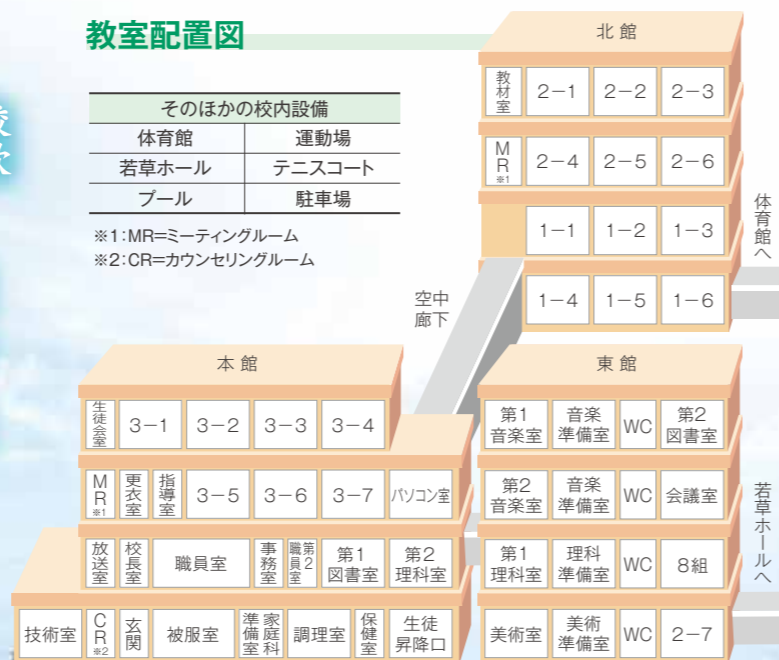 教室配置図
そのほかの校内設備
体育館 運動場
若草ホール テニスコート
プール 駐車場
※1:MR=ミーティングルーム
※2:CR=カウンセリングルーム
北館
教材室 2-1 2-2 2-3
MR※1 2-4 2-5 2-6
1-1 1-2 1-3
1-4 1-5 1-6
体育館へ
空中
廊下
本館
生徒会室 3-1 3-2 3-3 3-4
MR※1 更衣室 指導室 3-5 3-6 3-7 パソコン室
放送室 校長室 職員室 事務室 第2職員室 第1図書室 第2理科室
技術室 CR※2 玄関 被服室 家庭科準備室 調理室 保健室 生徒昇降口
東館
第1音楽室 音楽準備室 WC 第2図書室
第2音楽室 音楽準備室 WC 会議室
第1理科室 理科準備室 WC 8組
美術室 美術準備室 WC 2-7
若草ホールへ